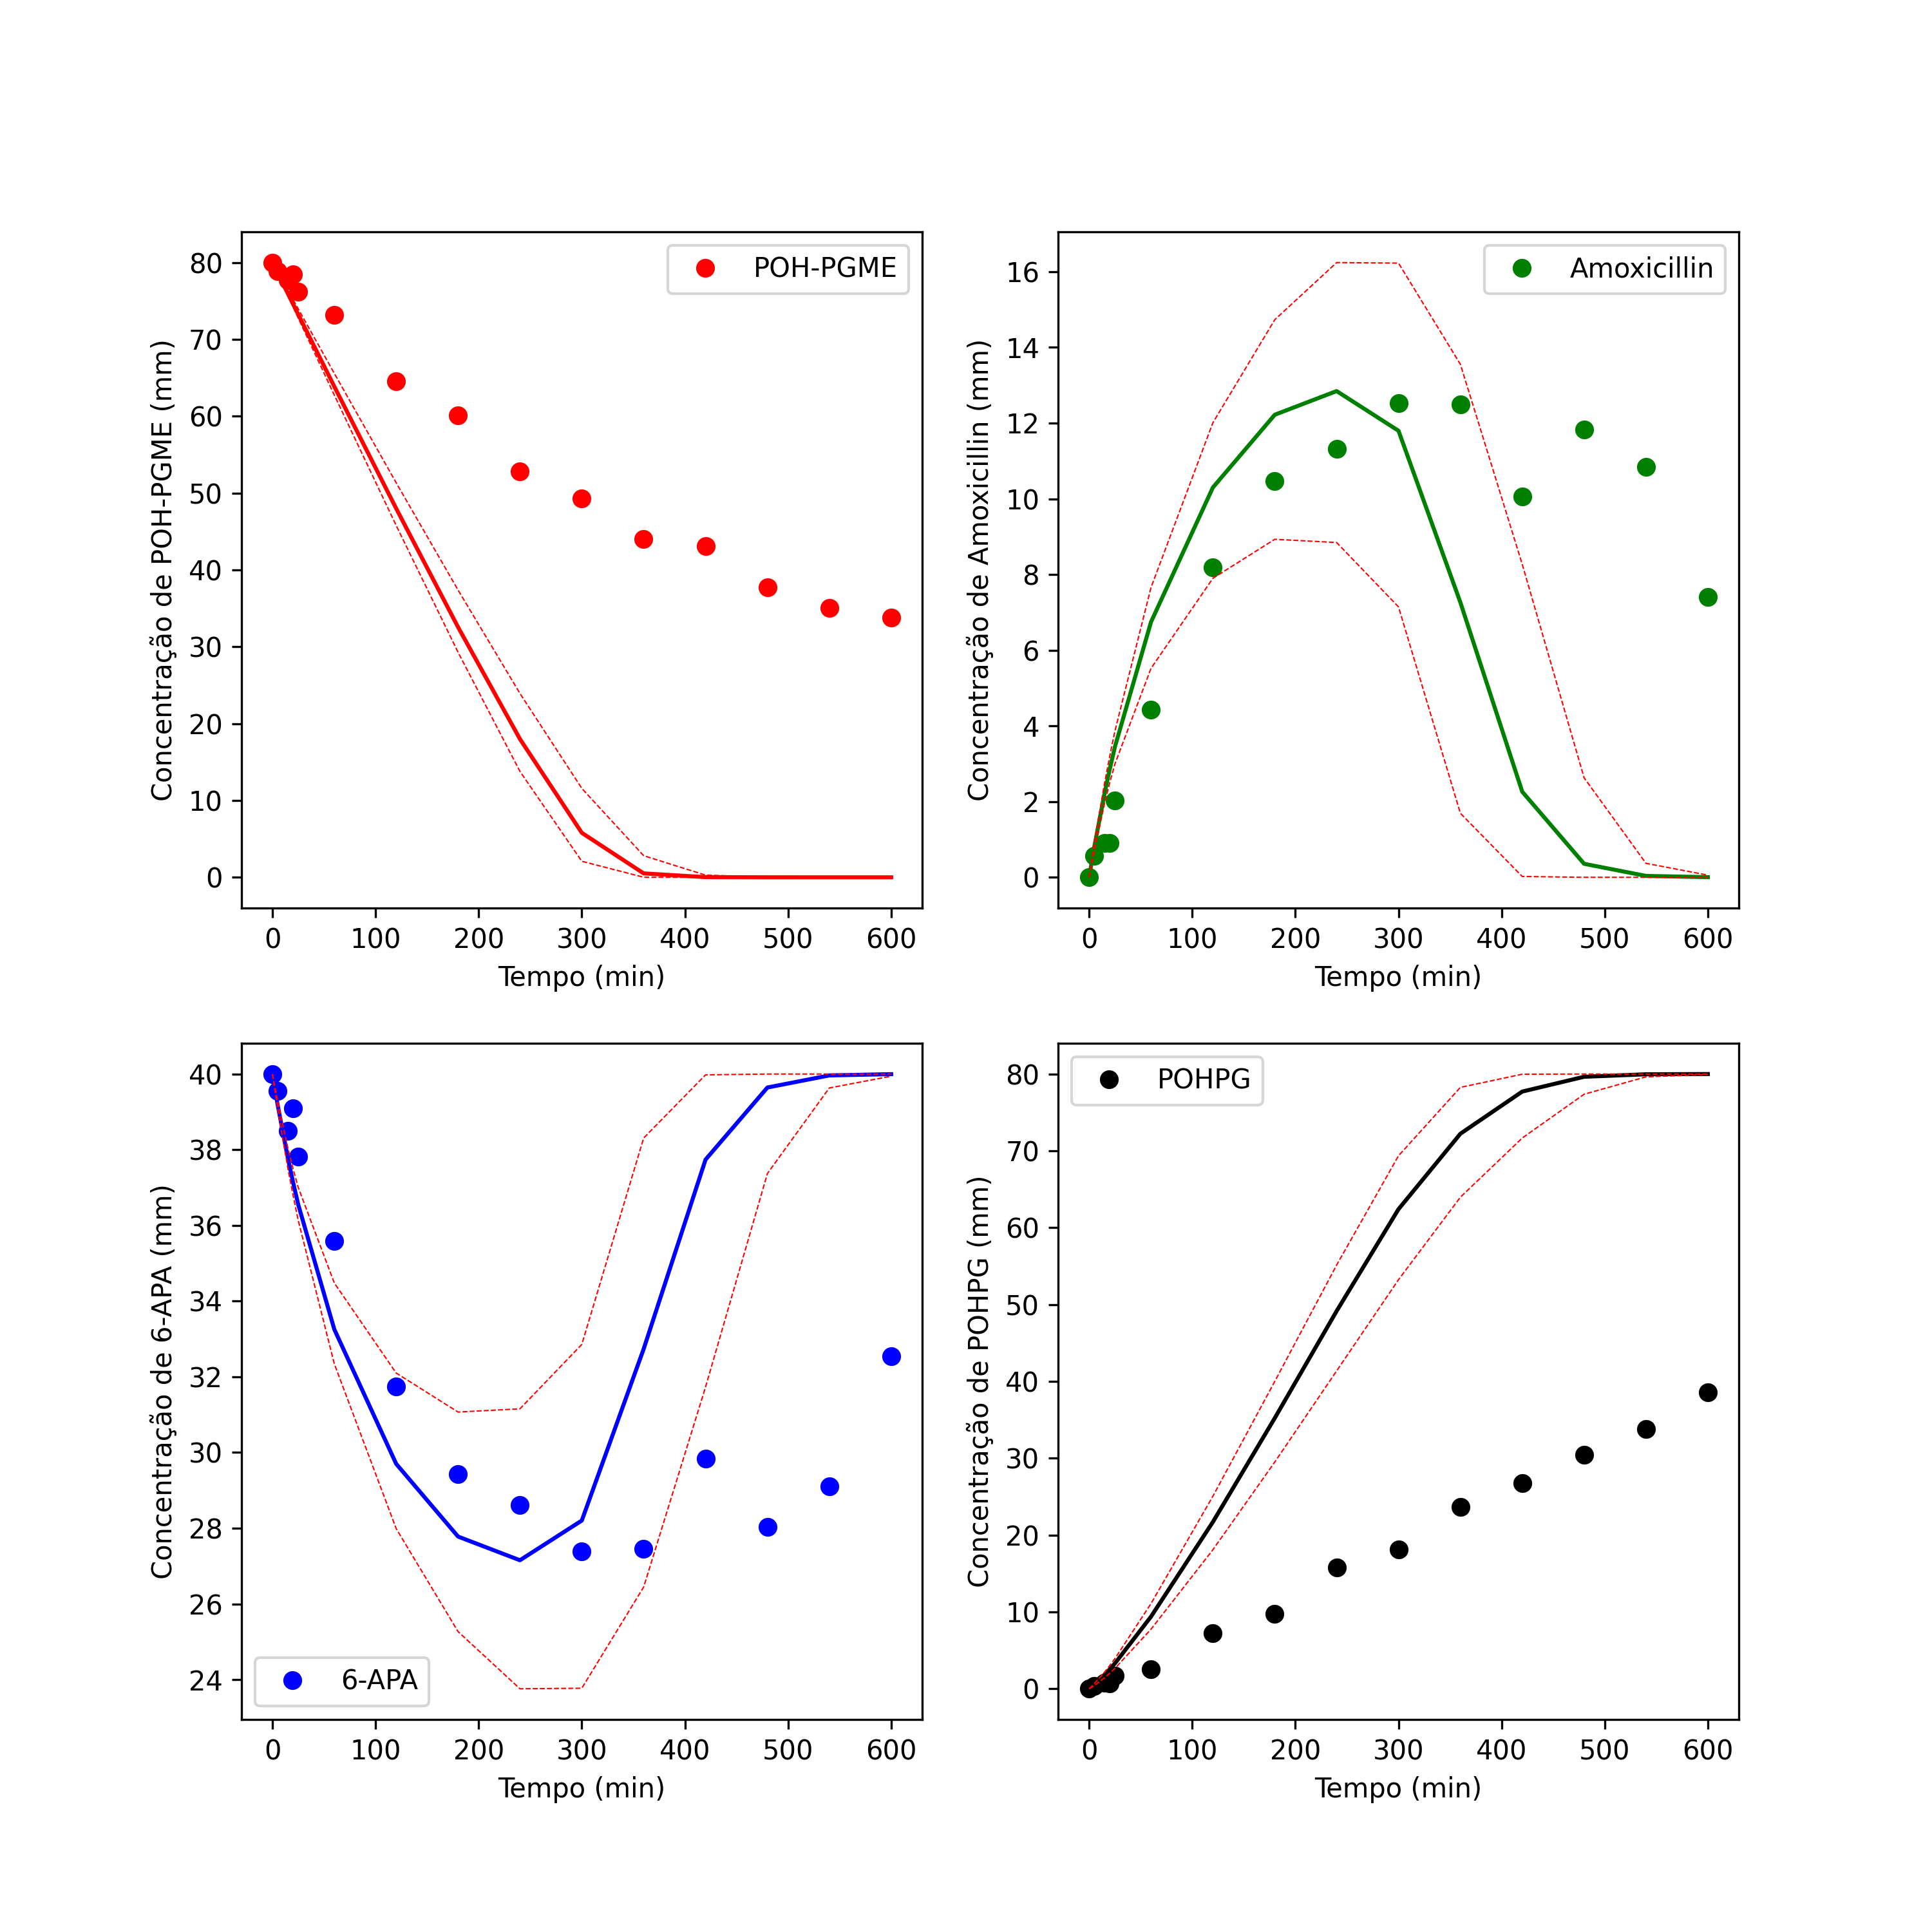 POH-PGME
80
70
60
50
40
30
20
10
0
Concentração de POH-PGME (mm)
0 100 200 300 400 500 600
Tempo (min)
Amoxicillin
16
14
12
10
8
6
4
2
0
Concentração de Amoxicillin (mm)
0 100 200 300 400 500 600
Tempo (min)
40
38
36
34
32
30
28
26
24
Concentração de 6-APA (mm)
6-APA
0 100 200 300 400 500 600
Tempo (min)
POHPG
80
70
60
50
40
30
20
10
0
Concentração de POHPG (mm)
0 100 200 300 400 500 600
Tempo (min)